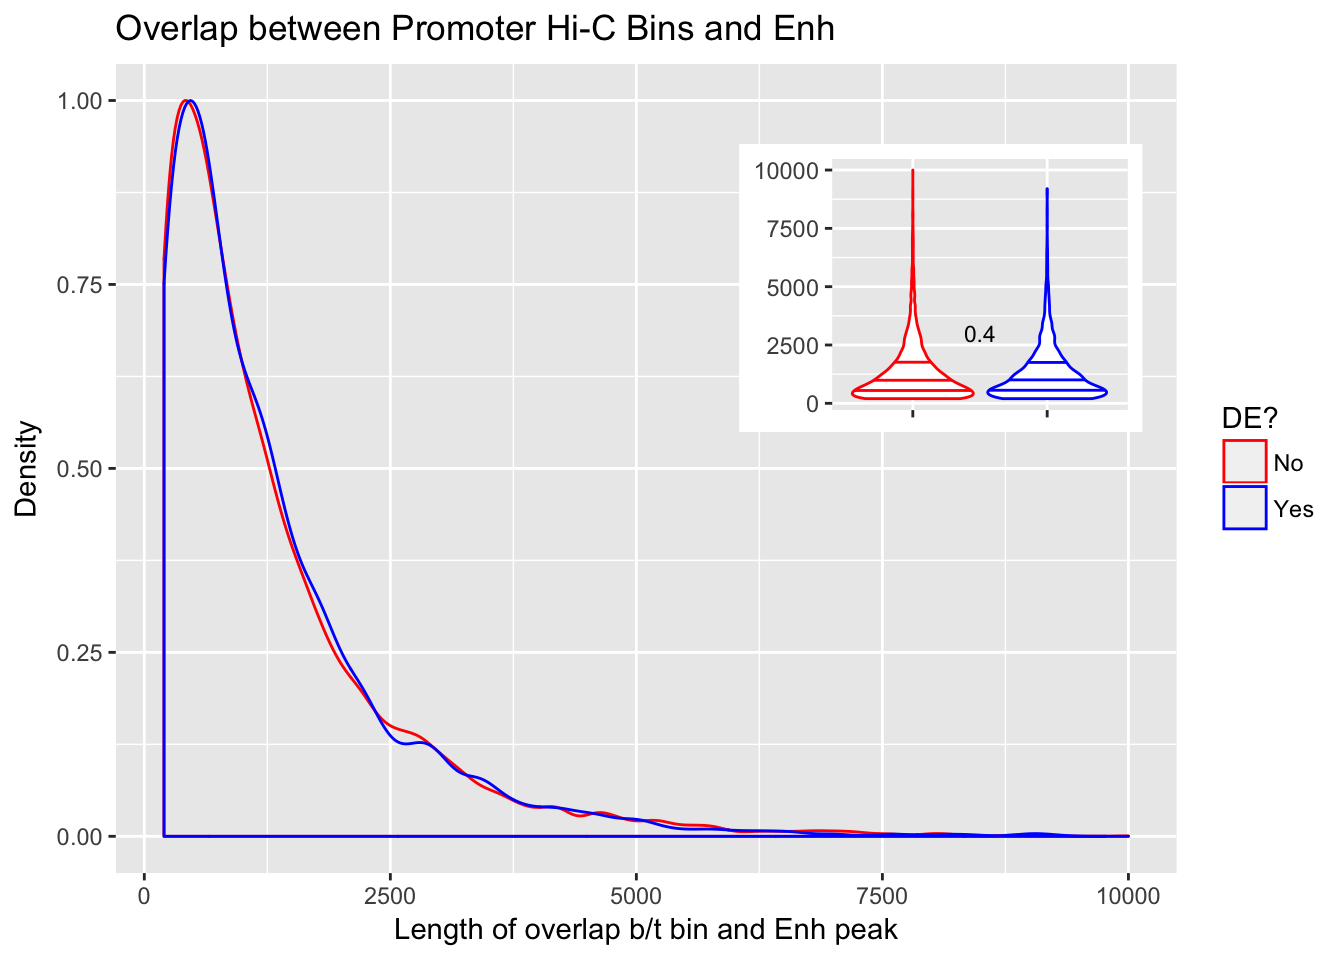 Overlap between Promoter Hi-C Bins and Enh
1.00
0.75
0.50
0.25
0.00
Density
0
2500
5000
7500
10000
Length of overlap b/t bin and Enh peak
10000
7500
5000
2500
0
0.4
DE?
No
Yes